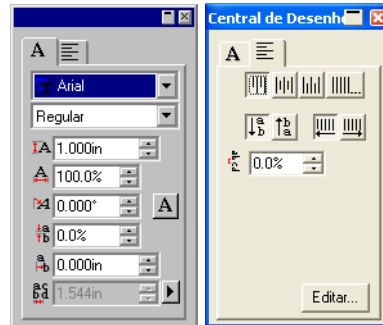 Central de Desenh
A
A
Arial
Regular
1.000in
100.0%
0.000°
A
0.0%
0.000in
1.544in
0.0%
Editar...